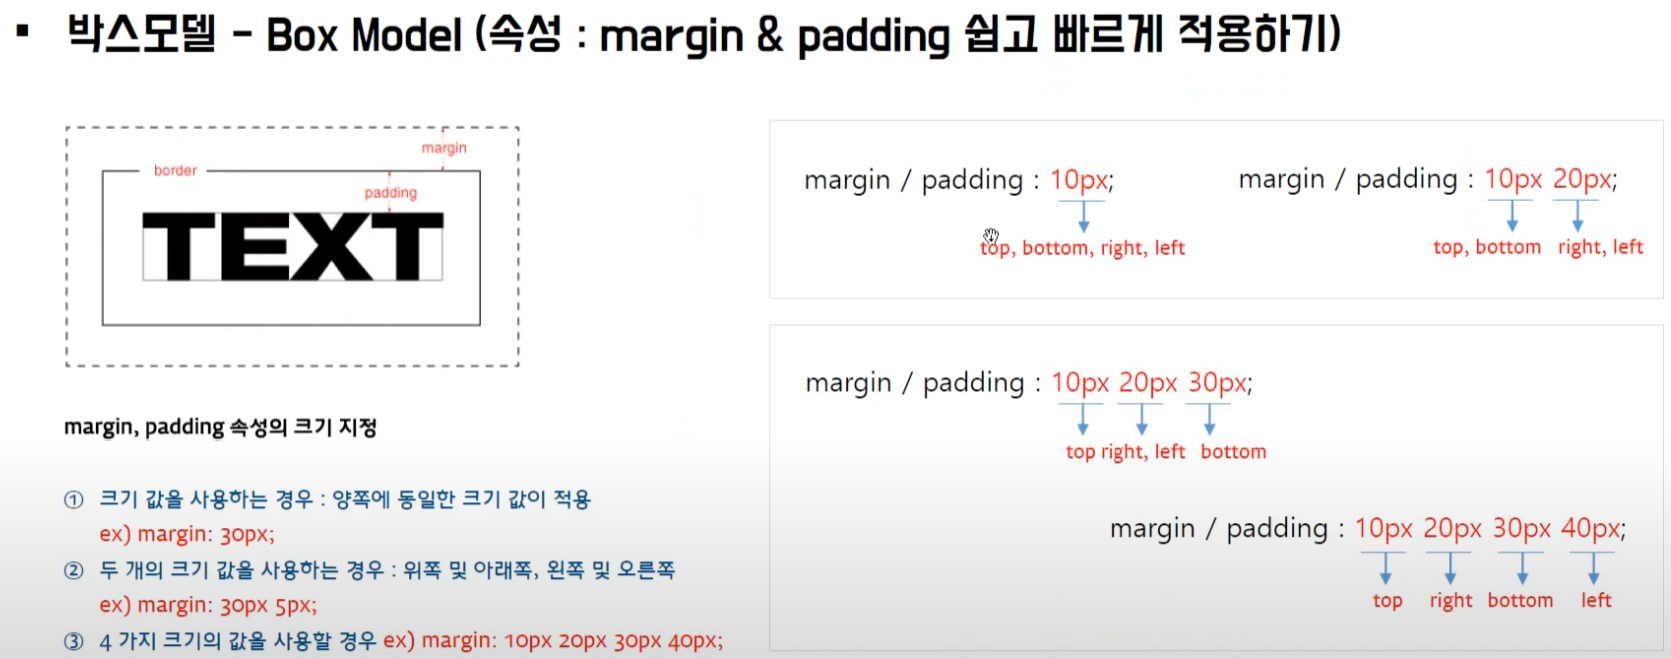 ▪ 박스모델 - Box Model (속성 : margin & padding 쉽고 빠르게 적용하기)
margin
border
padding
TEXT
margin, padding 속성의 크기 지정
① 크기 값을 사용하는 경우 : 양쪽에 동일한 크기 값이 적용
ex) margin: 30px;
② 두 개의 크기 값을 사용하는 경우 : 위쪽 및 아래쪽, 왼쪽 및 오른쪽
ex) margin: 30px 5px;
③ 4 가지 크기의 값을 사용할 경우 ex) margin: 10px 20px 30px 40px;
margin / padding : 10px;
top, bottom, right, left
margin / padding : 10px 20px;
top, bottom right, left
margin / padding : 10px 20px 30px;
top right, left bottom
margin / padding : 10px 20px 30px 40px;
top right bottom left